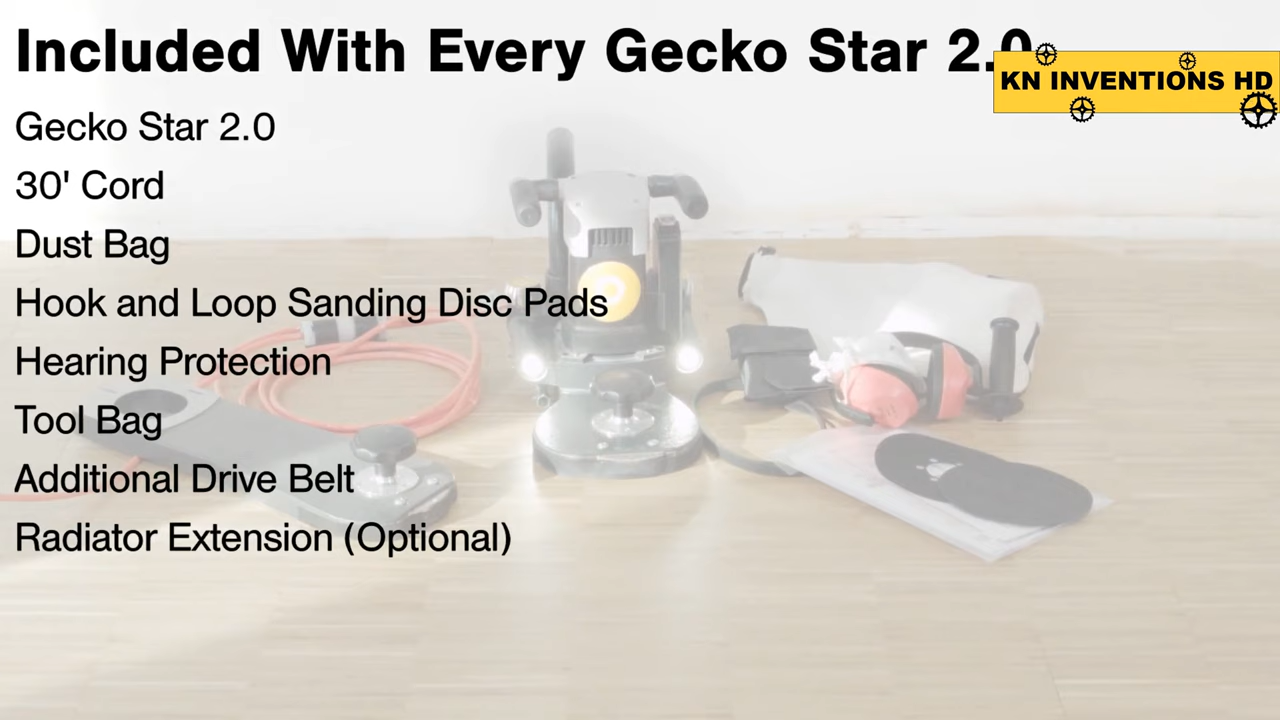 Included With Every Gecko Star 2.0
KN INVENTIONS HD
Gecko Star 2.0
30' Cord
Dust Bag
Hook and Loop Sanding Disc Pads
Hearing Protection
Tool Bag
Additional Drive Belt
Radiator Extension (Optional)